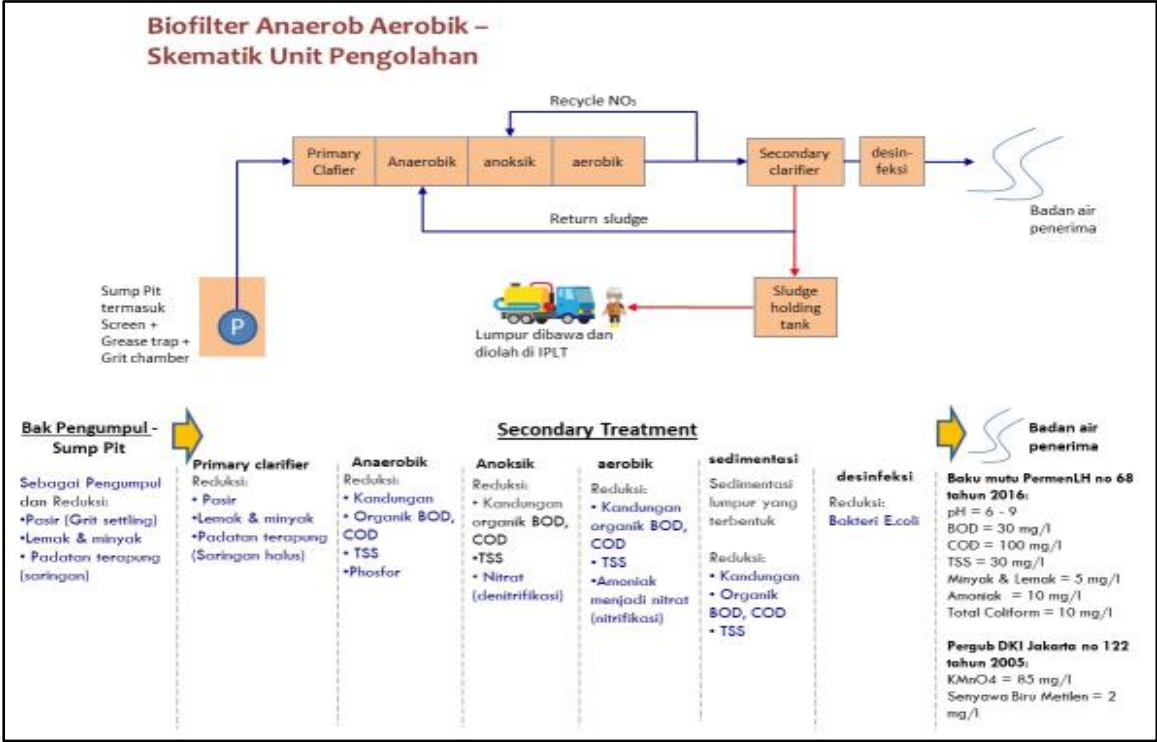 Biofilter Anaerob Aerobik –
Skematik Unit Pengolahan
Recycle NO₃
Primary
Clafier
Anaerobik
anoksik
aerobik
Secondary
clarifier
desin-
feksi
Return sludge
Badan air
penerima
Sump Pit
termasuk
Screen +
Grease trap +
Grit chamber
P
Sludge
holding
tank
Lumpur dibawa dan
diolah di IPLT
Bak Pengumpul -
Sump Pit
Sebagai Pengumpul
dan Reduksi:
•Pasir (Grit settling)
•Lemak & minyak
• Padatan terapung
(saringan)
Secondary Treatment
Primary clarifier
Reduksi:
• Pasir
•Lemak & minyak
•Padatan terapung
(Saringan halus)
Anaerobik
Reduksi:
• Kandungan
• Organik BOD,
COD
• TSS
•Phosfor
Anoksik
Reduksi:
• Kandungan
organik BOD,
COD
•TSS
• Nitrat
(denitrifikasi)
aerobik
Reduksi:
• Kandungan
organik BOD,
COD
• TSS
•Amoniak
menjadi nitrat
(nitrifikasi)
sedimentasi
Sedimentasi
lumpur yang
terbentuk
Reduksi:
• Kandungan
• Organik
BOD, COD
• TSS
desinfeksi
Reduksi:
Bakteri E.coli
Badan air
penerima
Baku mutu PermenLH no 68
tahun 2016:
pH = 6 - 9
BOD = 30 mg/l
COD = 100 mg/l
TSS = 30 mg/l
Minyak & Lemak = 5 mg/l
Amoniak = 10 mg/l
Total Coliform = 10 mg/l
Pergub DKI Jakarta no 122
tahun 2005:
KMnO4 = 85 mg/l
Senyawa Biru Metilen = 2
mg/l